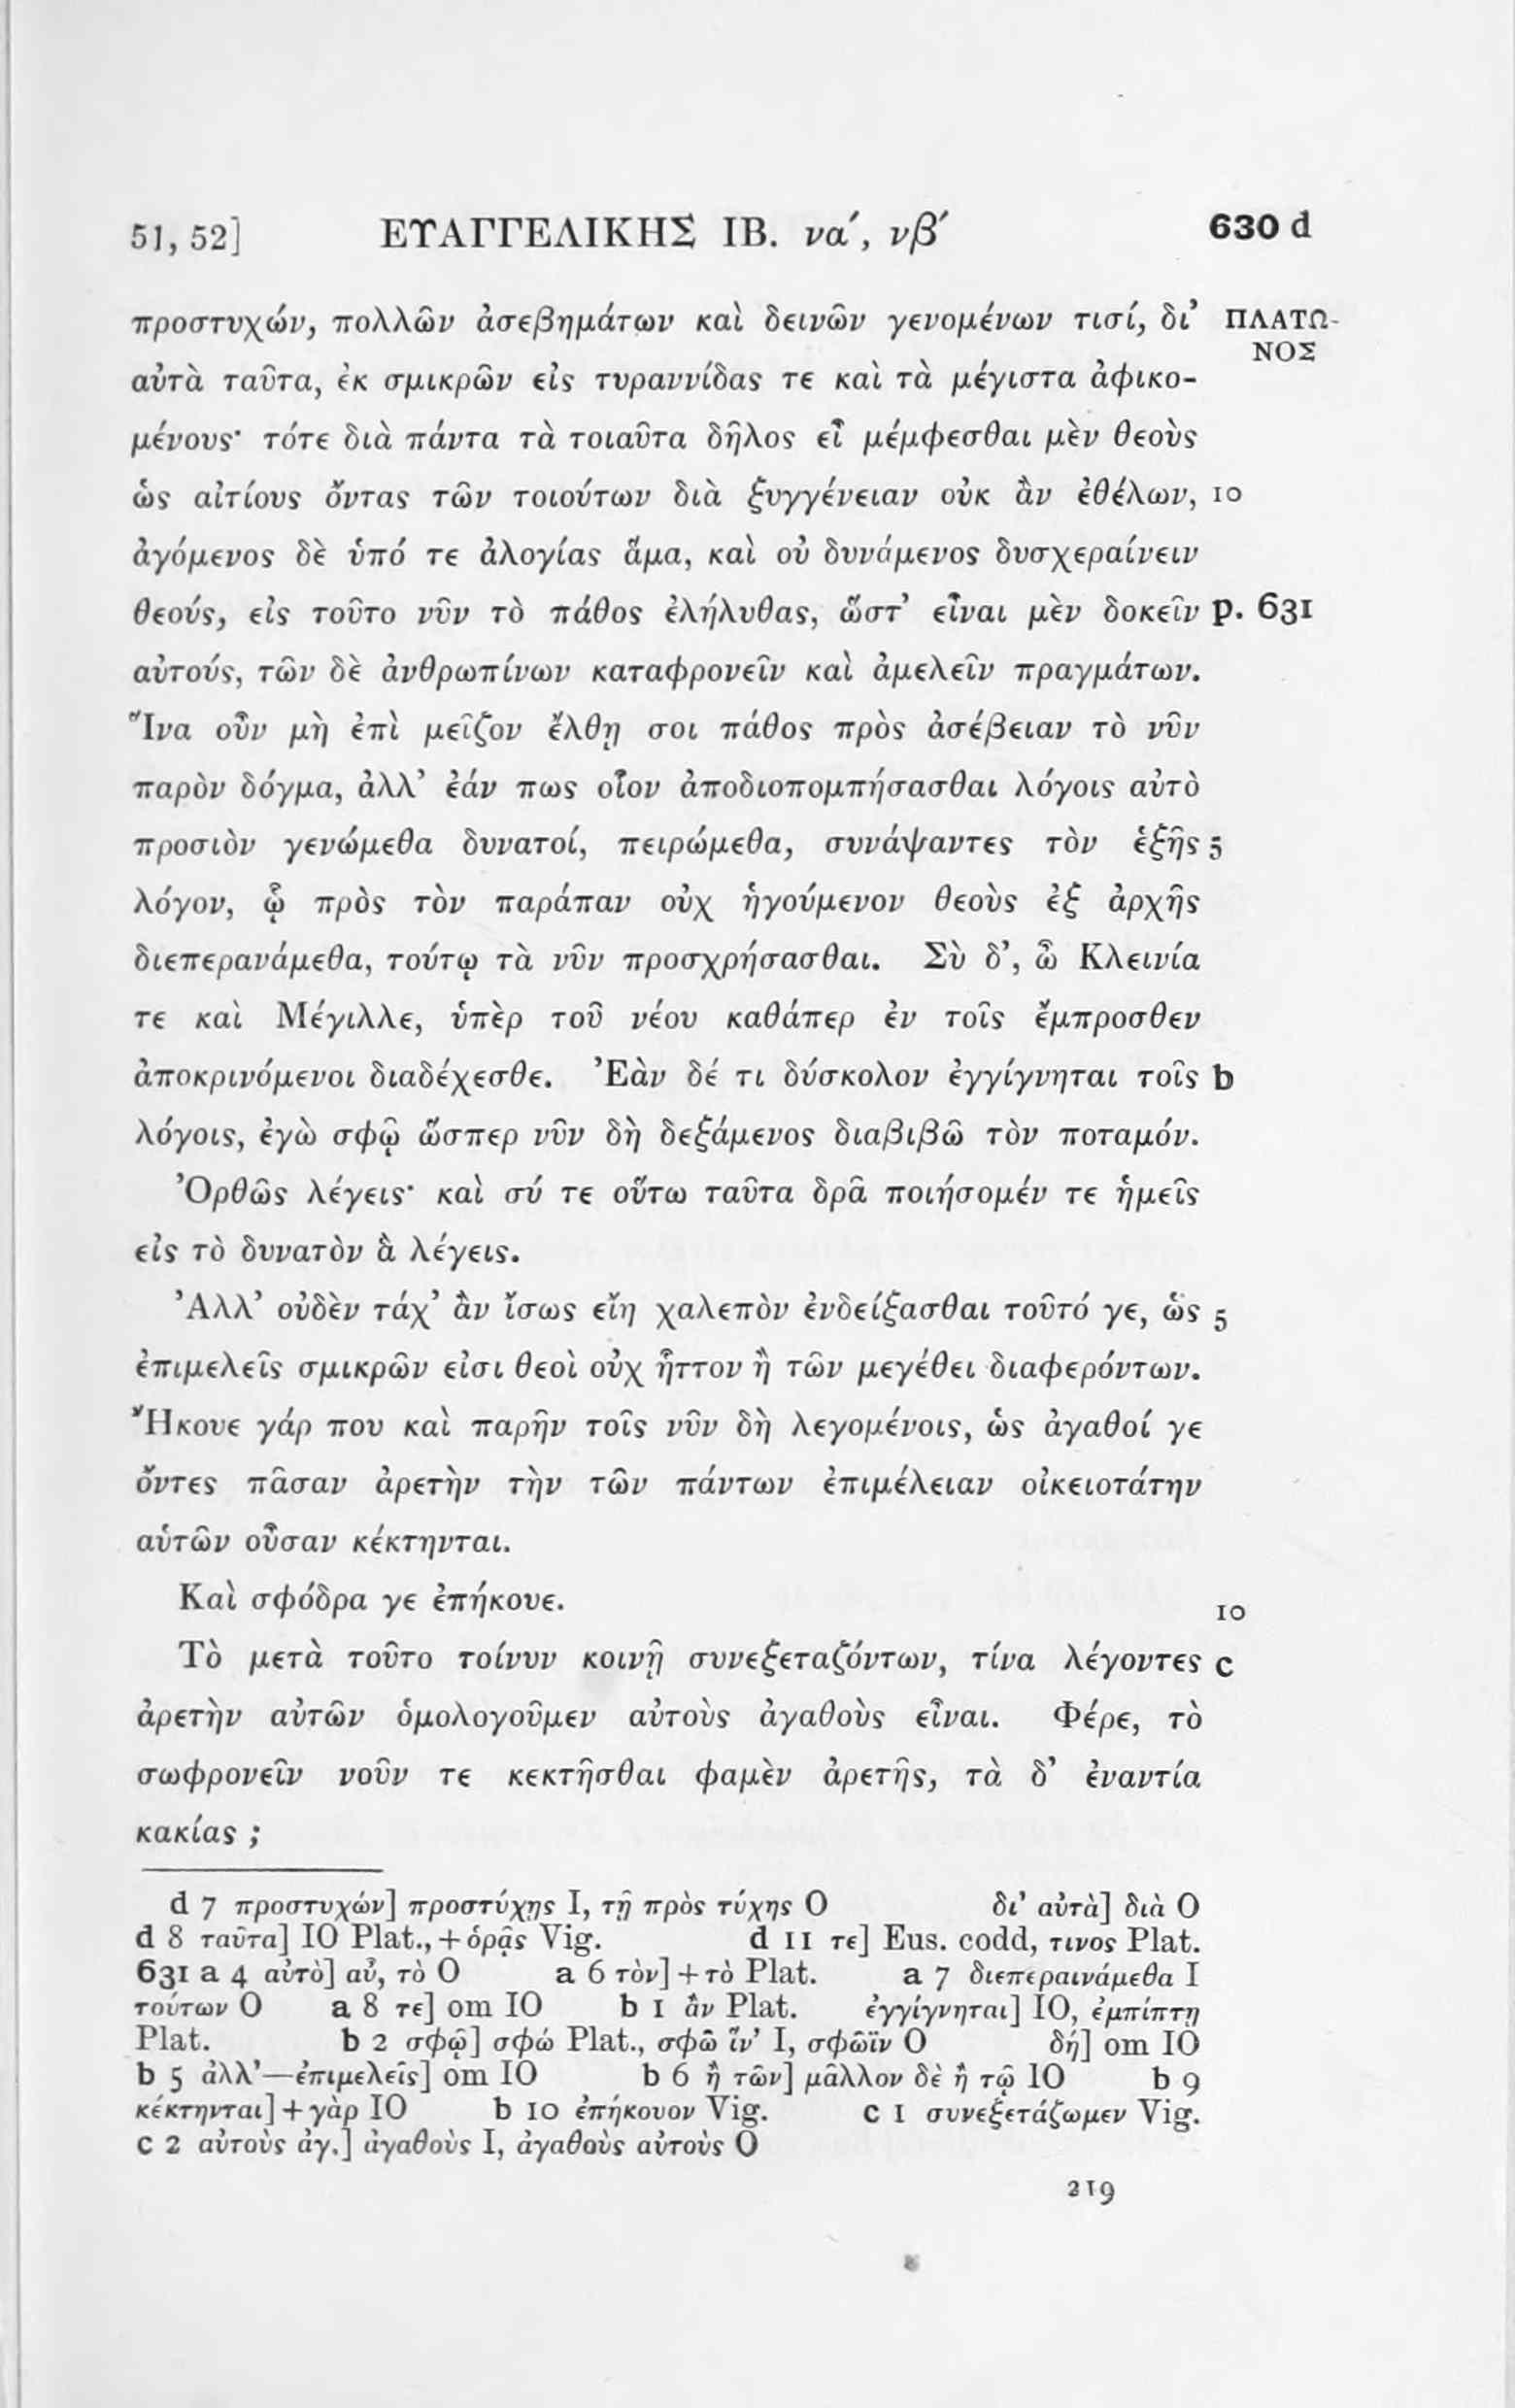 51, 52] ΕΥΑΓΓΕΛΙΚΗΣ ΙΒ. να′, νβ′ 630 d
προστυχών, πολλῶν ἀσεβημάτων καὶ δεινῶν γενομένων τισί, δι’ ΠΛΑΤΩ-
ΝΟΣ
αὐτὰ ταῦτα, ἐκ σμικρῶν εἰς τυραννίδας τε καὶ τὰ μέγιστα ἀφικο-
μένους· τότε διὰ πάντα τὰ τοιαῦτα δῆλος εἶ μέμφεσθαι μὲν θεοὺς
ὡς αἰτίους ὄντας τῶν τοιούτων διὰ ξυγγένειαν οὐκ ἂν ἐθέλων, 10
ἀγόμενος δὲ ὑπό τε ἀλογίας ἅμα, καὶ οὐ δυνάμενος δυσχεραίνειν
θεούς, εἰς τοῦτο νῦν τὸ πάθος ἐλήλυθας, ὥστ’ εἶναι μὲν δοκεῖν p. 631
αὐτούς, τῶν δὲ ἀνθρωπίνων καταφρονεῖν καὶ ἀμελεῖν πραγμάτων.
Ἵνα οὖν μὴ ἐπὶ μεῖζον ἔλθῃ σοι πάθος πρὸς ἀσέβειαν τὸ νῦν
παρὸν δόγμα, ἀλλ’ ἐάν πως οἷον ἀποδιοπομπήσασθαι λόγοις αὐτὸ
προσιὸν γενώμεθα δυνατοί, πειρώμεθα, συνάψαντες τὸν ἑξῆς 5
λόγον, ᾧ πρὸς τὸν παράπαν οὐχ ἡγούμενον θεοὺς ἐξ ἀρχῆς
διεπερανάμεθα, τούτῳ τὰ νῦν προσχρήσασθαι. Σὺ δ’, ὦ Κλεινία
τε καὶ Μέγιλλε, ὑπὲρ τοῦ νέου καθάπερ ἐν τοῖς ἔμπροσθεν
ἀποκρινόμενοι διαδέχεσθε. Ἐὰν δέ τι δύσκολον ἐγγίγνηται τοῖς b
λόγοις, ἐγὼ σφῷ ὥσπερ νῦν δὴ δεξάμενος διαβιβῶ τὸν ποταμόν.
Ὀρθῶς λέγεις· καὶ σύ τε οὕτω ταῦτα δρᾶ ποιήσομέν τε ἡμεῖς
εἰς τὸ δυνατὸν ἃ λέγεις.
Ἀλλ’ οὐδὲν τάχ’ ἂν ἴσως εἴη χαλεπὸν ἐνδείξασθαι τοῦτό γε, ὡς 5
ἐπιμελεῖς σμικρῶν εἰσι θεοὶ οὐχ ἧττον ἢ τῶν μεγέθει διαφερόντων.
Ἤκουε γάρ που καὶ παρῆν τοῖς νῦν δὴ λεγομένοις, ὡς ἀγαθοί γε
ὄντες πᾶσαν ἀρετὴν τὴν τῶν πάντων ἐπιμέλειαν οἰκειοτάτην
αὑτῶν οὖσαν κέκτηνται.
Καὶ σφόδρα γε ἐπήκουε. 10
Τὸ μετὰ τοῦτο τοίνυν κοινῇ συνεξεταζόντων, τίνα λέγοντες c
ἀρετὴν αὐτῶν ὁμολογοῦμεν αὐτοὺς ἀγαθοὺς εἶναι. Φέρε, τὸ
σωφρονεῖν νοῦν τε κεκτῆσθαι φαμὲν ἀρετῆς, τὰ δ’ ἐναντία
κακίας ;
d 7 προστυχών] προστύχῃς I, τῇ πρὸς τύχης O δι’ αὐτὰ] διὰ O
d 8 ταῦτα] IO Plat., + ὁρᾷς Vig. d 11 τε] Eus. codd, τινος Plat.
631 a 4 αὐτὸ] αὖ, τὸ O a 6 τὸν] + τὸ Plat. a 7 διεπεραινάμεθα I
τούτων O a 8 τε] om IO b 1 ἂν Plat. ἐγγίγνηται] IO, ἐμπίπτῃ
Plat. b 2 σφῷ] σφώ Plat., σφῶ ἵν’ I, σφῶϊν O δή] om IO
b 5 ἀλλ’—ἐπιμελεῖς] om IO b 6 ἢ τῶν] μᾶλλον δὲ ἢ τῷ IO b 9
κέκτηνται] + γὰρ IO b 10 ἐπήκουον Vig. c 1 συνεξετάζωμεν Vig.
c 2 αὐτοὺς ἀγ.] ἀγαθοὺς I, ἀγαθοὺς αὐτοὺς O
219